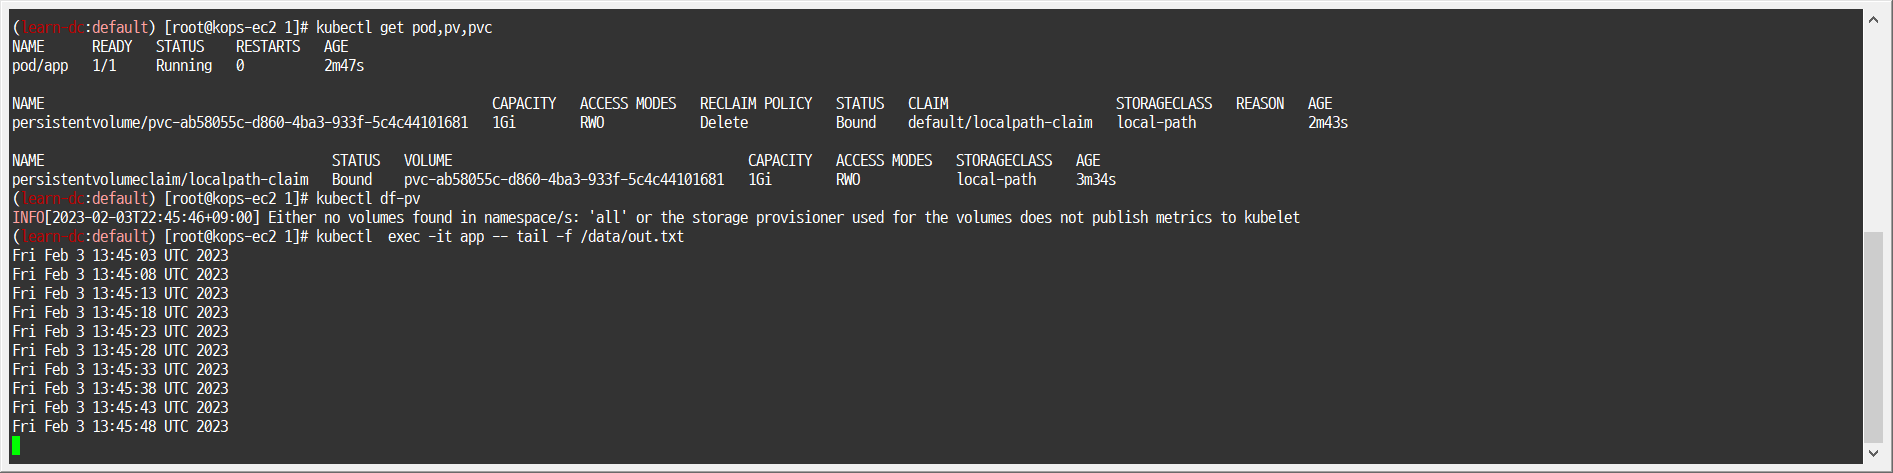 (learn-dc:default) [root@kops-ec2 1]# kubectl get pod,pv,pvc
NAME      READY   STATUS    RESTARTS   AGE
pod/app   1/1     Running   0          2m47s

NAME                                                        CAPACITY   ACCESS MODES   RECLAIM POLICY   STATUS   CLAIM                     STORAGECLASS   REASON   AGE
persistentvolume/pvc-ab58055c-d860-4ba3-933f-5c4c44101681   1Gi        RWO            Delete           Bound    default/localpath-claim   local-path              2m43s

NAME                                    STATUS   VOLUME                                     CAPACITY   ACCESS MODES   STORAGECLASS   AGE
persistentvolumeclaim/localpath-claim   Bound    pvc-ab58055c-d860-4ba3-933f-5c4c44101681   1Gi        RWO            local-path     3m34s
(learn-dc:default) [root@kops-ec2 1]# kubectl df-pv
INFO[2023-02-03T22:45:46+09:00] Either no volumes found in namespace/s: 'all' or the storage provisioner used for the volumes does not publish metrics to kubelet
(learn-dc:default) [root@kops-ec2 1]# kubectl  exec -it app -- tail -f /data/out.txt
Fri Feb 3 13:45:03 UTC 2023
Fri Feb 3 13:45:08 UTC 2023
Fri Feb 3 13:45:13 UTC 2023
Fri Feb 3 13:45:18 UTC 2023
Fri Feb 3 13:45:23 UTC 2023
Fri Feb 3 13:45:28 UTC 2023
Fri Feb 3 13:45:33 UTC 2023
Fri Feb 3 13:45:38 UTC 2023
Fri Feb 3 13:45:43 UTC 2023
Fri Feb 3 13:45:48 UTC 2023